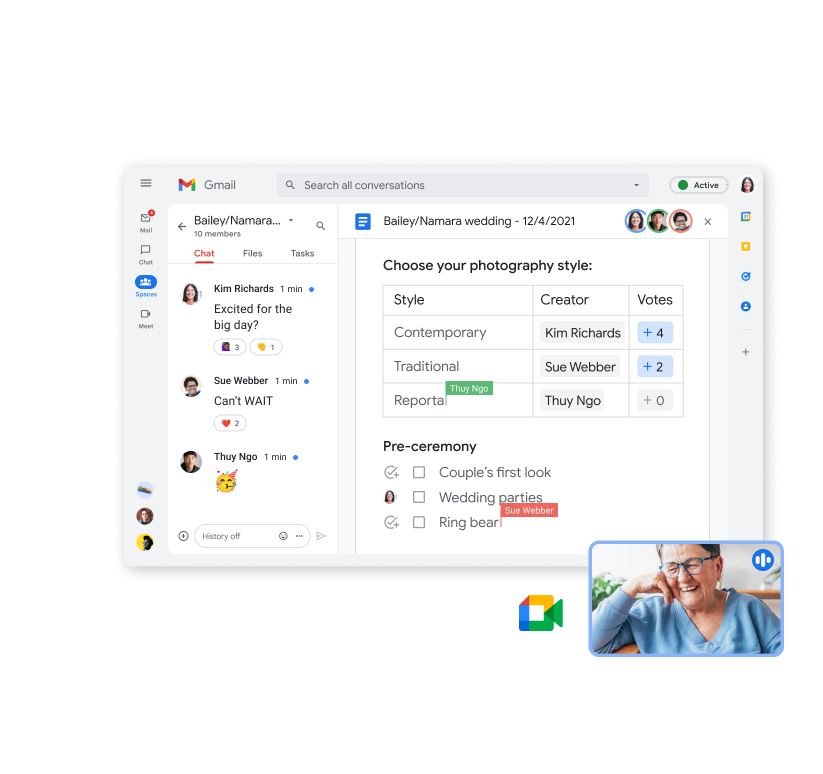 Gmail
Search all conversations
Active
4
Mail
Chat
Spaces
Meet
Bailey/Namara...
10 members
Chat Files Tasks
Kim Richards 1 min
Excited for the
big day?
3 1
Sue Webber 1 min
Can't WAIT
2
Thuy Ngo 1 min
History off
Bailey/Namara wedding - 12/4/2021
Choose your photography style:
Style Creator Votes
Contemporary Kim Richards + 4
Traditional Sue Webber + 2
Thuy Ngo
Reportal Thuy Ngo + 0
Pre-ceremony
Couple's first look
Wedding parties
Sue Webber
Ring bear